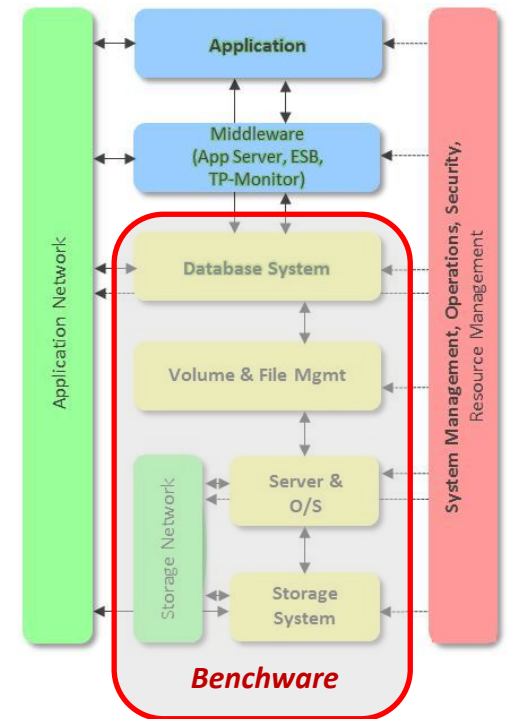 Application
Middleware
(App Server, ESB,
TP-Monitor)
Database System
Volume & File Mgmt
Server &
O/S
Storage
System
Storage Network
Application Network
System Management, Operations, Security,
Resource Management
Benchware